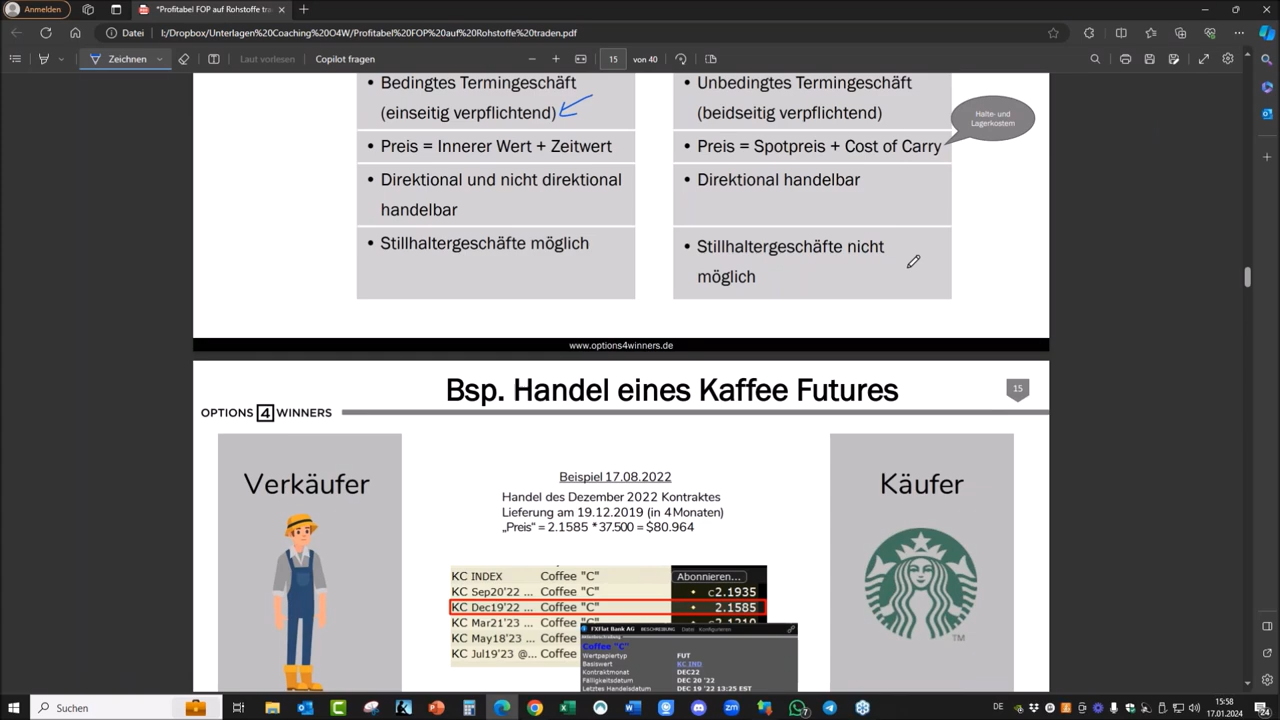 Anmelden
*Profitabel FOP auf Rohstoffe tra
Datei
I:/Dropbox/Unterlagen%20Coaching%20O4W/Profitabel%20FOP%20auf%20Rohstoffe%20traden.pdf
Zeichnen
Laut vorlesen
Copilot fragen
15
von 40
• Bedingtes Termingeschäft
(einseitig verpflichtend)
• Preis = Innerer Wert + Zeitwert
• Direktional und nicht direktional
handelbar
• Stillhaltergeschäfte möglich
• Unbedingtes Termingeschäft
(beidseitig verpflichtend)
• Preis = Spotpreis + Cost of Carry
• Direktional handelbar
• Stillhaltergeschäfte nicht
möglich
Halte- und
Lagerkostem
www.options4winners.de
Bsp. Handel eines Kaffee Futures
15
OPTIONS 4 WINNERS
Verkäufer
Beispiel 17.08.2022
Handel des Dezember 2022 Kontraktes
Lieferung am 19.12.2019 (in 4 Monaten)
„Preis“ = 2.1585 *37.500 = $80.964
Käufer
KC INDEX Coffee "C" Abonnieren...
KC Sep20'22 ... Coffee "C" c2.1935
KC Dec19'22 ... Coffee "C" 2.1585
KC Mar21'23 ... Coffee "C"
KC May18'23 ... Coffee "C"
KC Jul19'23 @... Coffee "C"
FXFlat Bank AG BESCHREIBUNG Datei Konfigurieren
Coffee "C"
Wertpapiertyp FUT
Basiswert KC IND
Kontraktmonat DEC22
Fälligkeitsdatum DEC 20 '22
Letztes Handelsdatum DEC 19 '22 13:25 EST
TM
Suchen
DE
15:58
17.01.2024